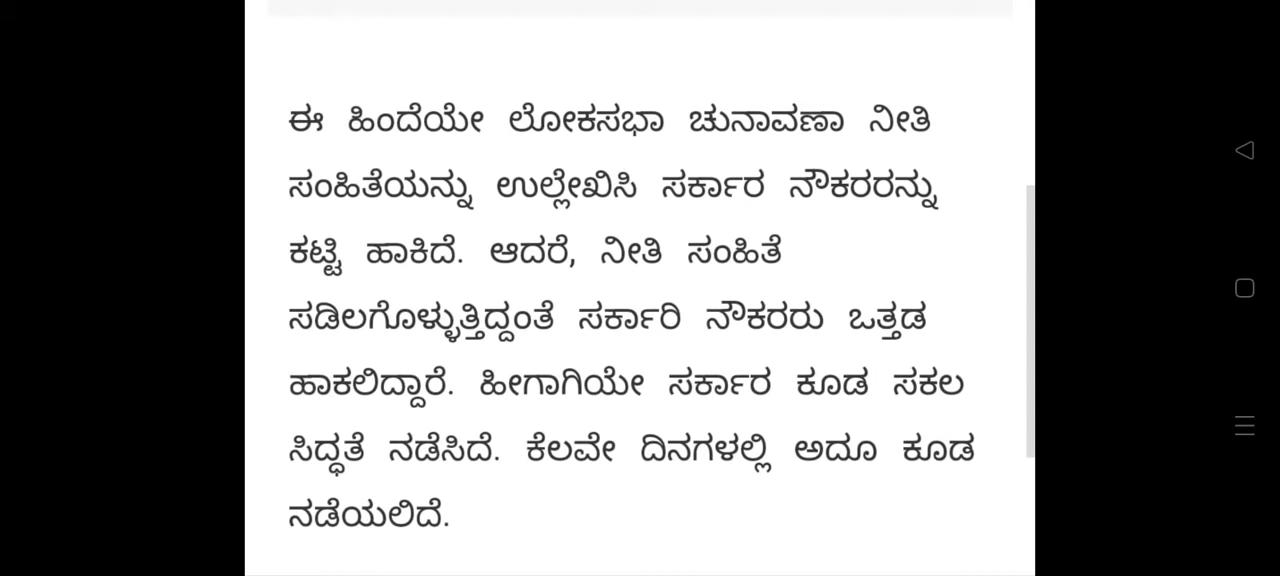 ಈ ಹಿಂದೆಯೇ ಲೋಕಸಭಾ ಚುನಾವಣಾ ನೀತಿ
ಸಂಹಿತೆಯನ್ನು ಉಲ್ಲೇಖಿಸಿ ಸರ್ಕಾರ ನೌಕರರನ್ನು
ಕಟ್ಟಿ ಹಾಕಿದೆ. ಆದರೆ, ನೀತಿ ಸಂಹಿತೆ
ಸಡಿಲಗೊಳ್ಳುತ್ತಿದ್ದಂತೆ ಸರ್ಕಾರಿ ನೌಕರರು ಒತ್ತಡ
ಹಾಕಲಿದ್ದಾರೆ. ಹೀಗಾಗಿಯೇ ಸರ್ಕಾರ ಕೂಡ ಸಕಲ
ಸಿದ್ಧತೆ ನಡೆಸಿದೆ. ಕೆಲವೇ ದಿನಗಳಲ್ಲಿ ಅದೂ ಕೂಡ
ನಡೆಯಲಿದೆ.